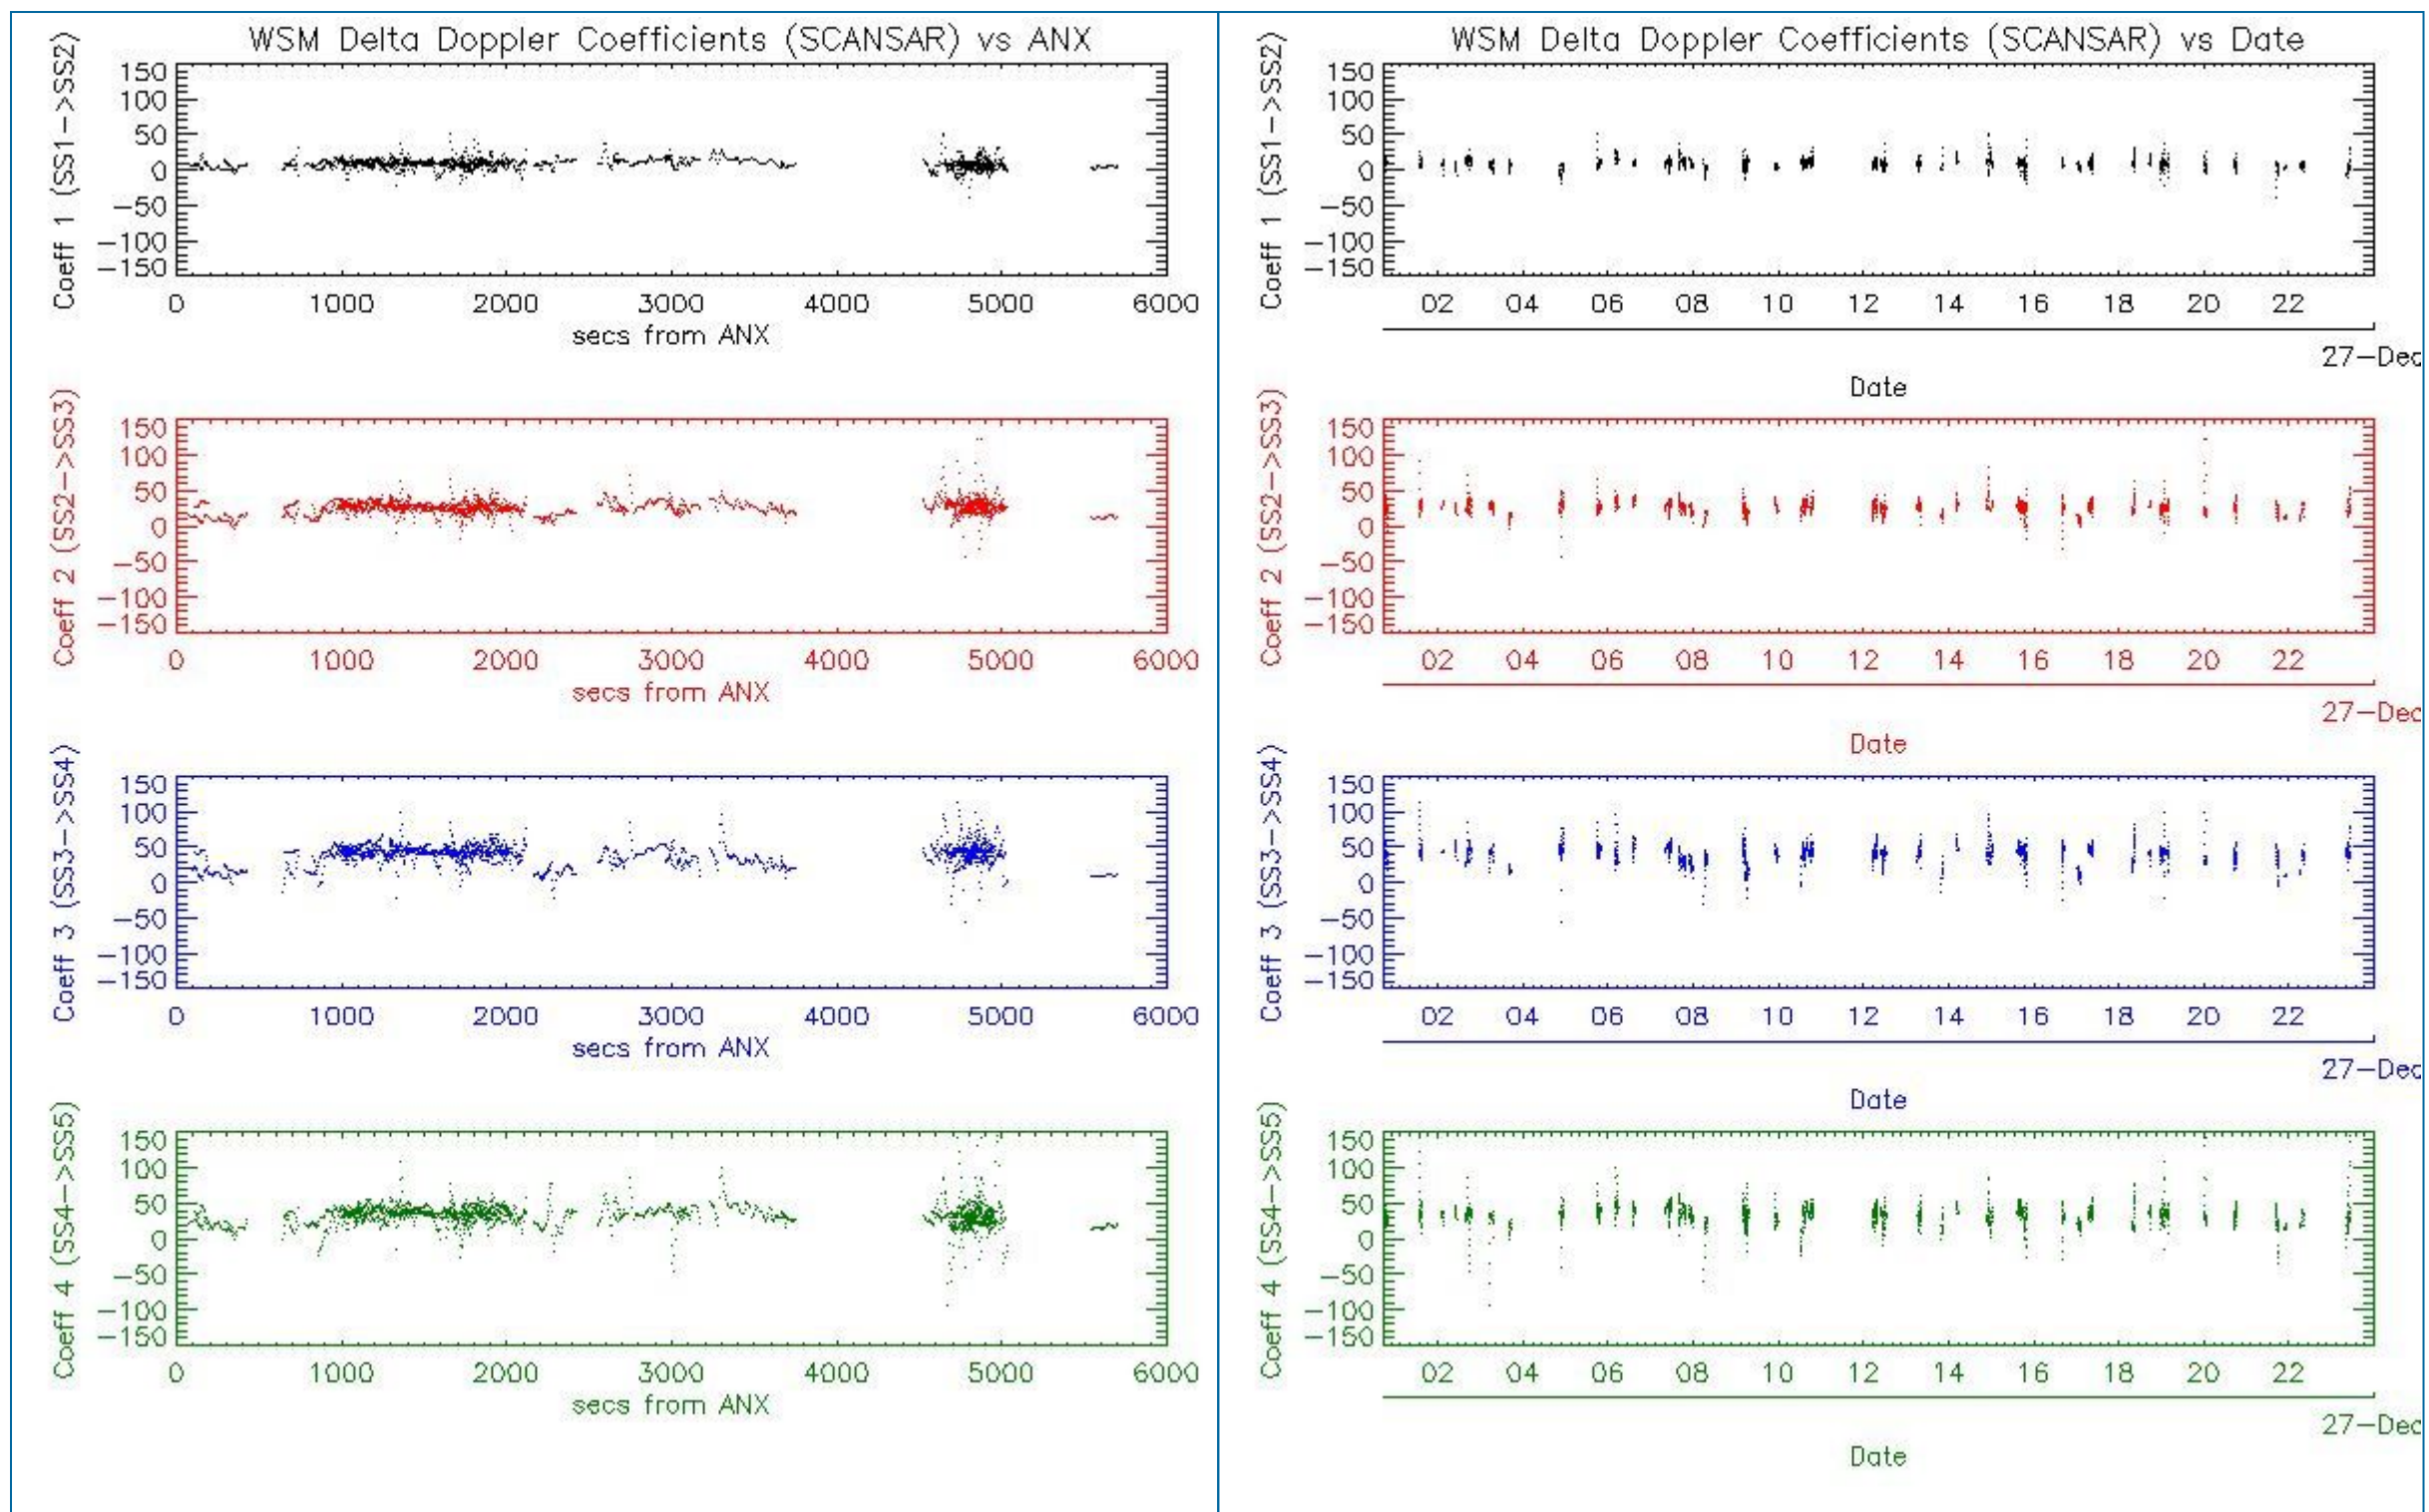 WSM Delta Doppler Coefficients (SCANSAR) vs ANX
Coeff 1 (SS1->SS2)
150
100
50
0
-50
-100
-150
0 1000 2000 3000 4000 5000 6000
secs from ANX
Coeff 2 (SS2->SS3)
150
100
50
0
-50
-100
-150
0 1000 2000 3000 4000 5000 6000
secs from ANX
Coeff 3 (SS3->SS4)
150
100
50
0
-50
-100
-150
0 1000 2000 3000 4000 5000 6000
secs from ANX
Coeff 4 (SS4->SS5)
150
100
50
0
-50
-100
-150
0 1000 2000 3000 4000 5000 6000
secs from ANX
WSM Delta Doppler Coefficients (SCANSAR) vs Date
Coeff 1 (SS1->SS2)
150
100
50
0
-50
-100
-150
02 04 06 08 10 12 14 16 18 20 22
27-Dec
Date
Coeff 2 (SS2->SS3)
150
100
50
0
-50
-100
-150
02 04 06 08 10 12 14 16 18 20 22
27-Dec
Date
Coeff 3 (SS3->SS4)
150
100
50
0
-50
-100
-150
02 04 06 08 10 12 14 16 18 20 22
27-Dec
Date
Coeff 4 (SS4->SS5)
150
100
50
0
-50
-100
-150
02 04 06 08 10 12 14 16 18 20 22
27-Dec
Date